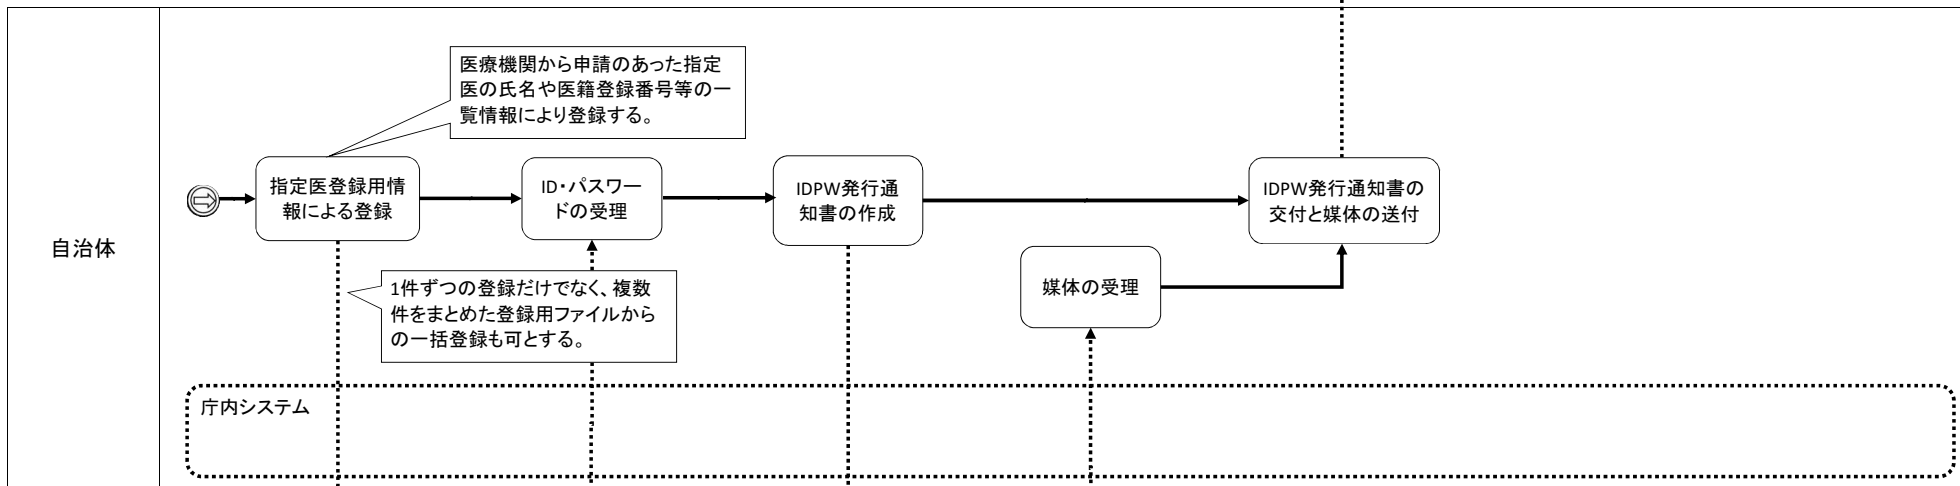 医療機関から申請のあった指定
医の氏名や医籍登録番号等の一
覧情報により登録する。
指定医登録用情
報による登録
ID・パスワー
ドの受理
IDPW発行通
知書の作成
IDPW発行通知書の
交付と媒体の送付
自治体
1件ずつの登録だけでなく、複数
件をまとめた登録用ファイルから
の一括登録も可とする。
媒体の受理
庁内システム